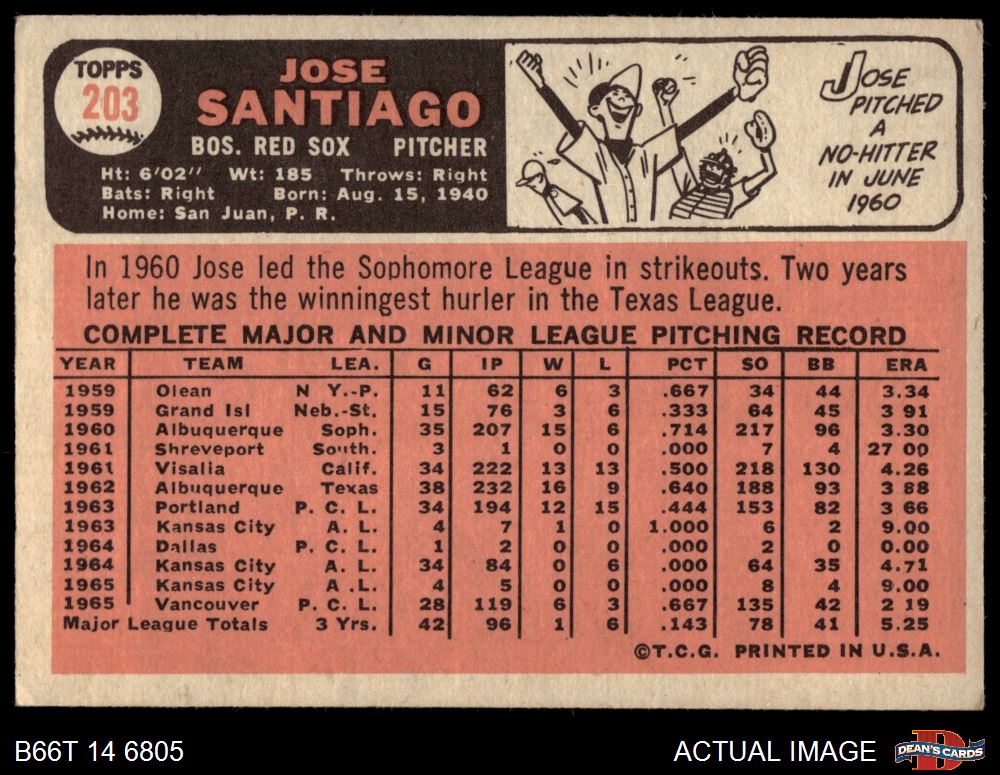 TOPPS
203
JOSE
SANTIAGO
BOS. RED SOX PITCHER
Ht: 6'02" Wt: 185 Throws: Right
Bats: Right Born: Aug. 15, 1940
Home: San Juan, P. R.
JOSE
PITCHED
A
NO-HITTER
IN JUNE
1960
In 1960 Jose led the Sophomore League in strikeouts. Two years
later he was the winningest hurler in the Texas League.
COMPLETE MAJOR AND MINOR LEAGUE PITCHING RECORD
YEAR TEAM LEA. G IP W L PCT SO BB ERA
1959 Olean N Y.-P. 11 62 6 3 .667 34 44 3.34
1959 Grand Isl Neb.-St. 15 76 3 6 .333 64 45 3 91
1960 Albuquerque Soph. 35 207 15 6 .714 217 96 3.30
1961 Shreveport South. 3 1 0 0 .000 7 4 27 00
1961 Visalia Calif. 34 222 13 13 .500 218 130 4.26
1962 Albuquerque Texas 38 232 16 9 .640 188 93 3 88
1963 Portland P. C. L. 34 194 12 15 .444 153 82 3 66
1963 Kansas City A. L. 4 7 1 0 1.000 6 2 9.00
1964 Dallas P. C. L. 1 2 0 0 .000 2 0 0.00
1964 Kansas City A. L. 34 84 0 6 .000 64 35 4.71
1965 Kansas City A .L. 4 5 0 0 .000 8 4 9.00
1965 Vancouver P. C. L. 28 119 6 3 .667 135 42 2 19
Major League Totals 3 Yrs. 42 96 1 6 .143 78 41 5.25
©T.C.G. PRINTED IN U.S.A.
B66T 14 6805 ACTUAL IMAGE DEAN'S CARDS